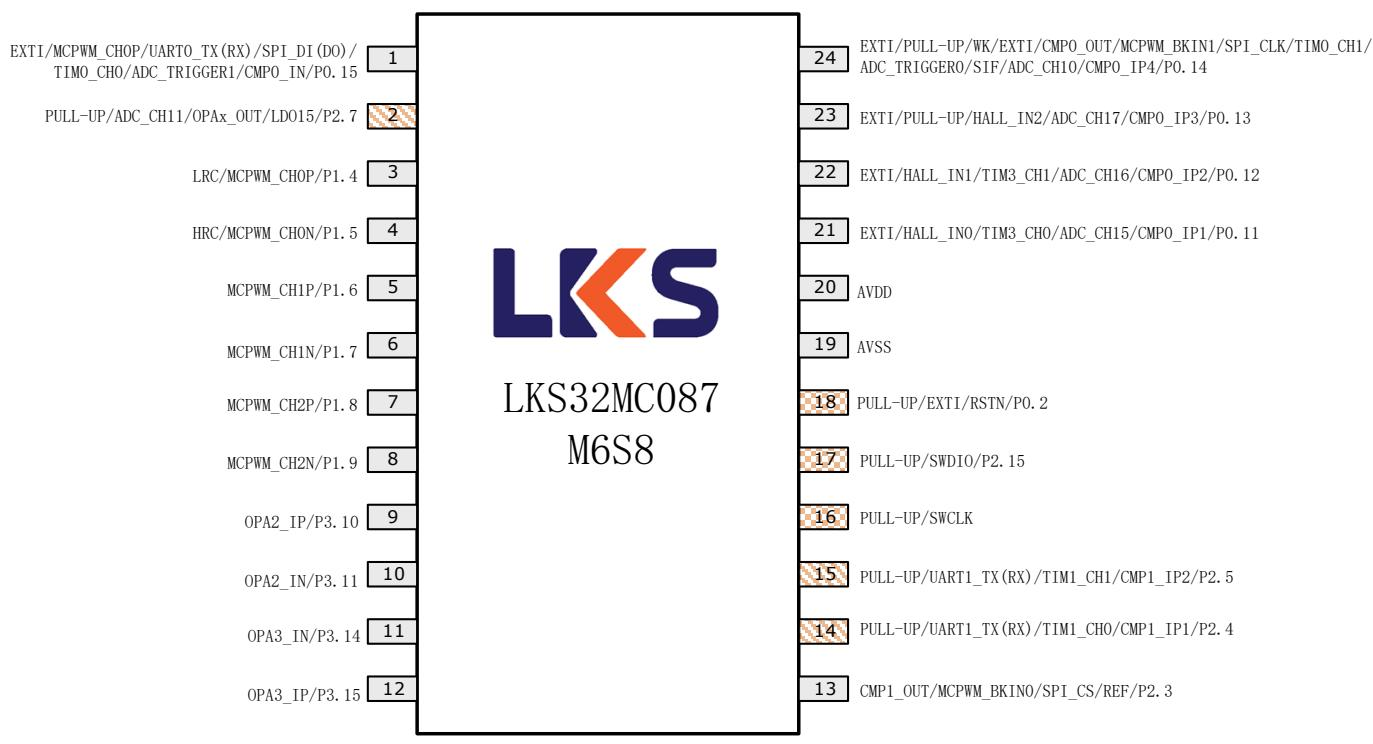 EXTI/MCPWM_CH0P/UART0_TX(RX)/SPI_DI(DO)/
TIM0_CH0/ADC_TRIGGER1/CMP0_IN/P0.15
1
PULL-UP/ADC_CH11/OPAx_OUT/LDO15/P2.7
2
LRC/MCPWM_CH0P/P1.4
3
HRC/MCPWM_CH0N/P1.5
4
MCPWM_CH1P/P1.6
5
MCPWM_CH1N/P1.7
6
MCPWM_CH2P/P1.8
7
MCPWM_CH2N/P1.9
8
OPA2_IP/P3.10
9
OPA2_IN/P3.11
10
OPA3_IN/P3.14
11
OPA3_IP/P3.15
12
LKS
LKS32MC087
M6S8
24
EXTI/PULL-UP/WK/EXTI/CMP0_OUT/MCPWM_BKIN1/SPI_CLK/TIM0_CH1/
ADC_TRIGGER0/SIF/ADC_CH10/CMP0_IP4/P0.14
23
EXTI/PULL-UP/HALL_IN2/ADC_CH17/CMP0_IP3/P0.13
22
EXTI/HALL_IN1/TIM3_CH1/ADC_CH16/CMP0_IP2/P0.12
21
EXTI/HALL_IN0/TIM3_CH0/ADC_CH15/CMP0_IP1/P0.11
20
AVDD
19
AVSS
18
PULL-UP/EXTI/RSTN/P0.2
17
PULL-UP/SWDIO/P2.15
16
PULL-UP/SWCLK
15
PULL-UP/UART1_TX(RX)/TIM1_CH1/CMP1_IP2/P2.5
14
PULL-UP/UART1_TX(RX)/TIM1_CH0/CMP1_IP1/P2.4
13
CMP1_OUT/MCPWM_BKIN0/SPI_CS/REF/P2.3